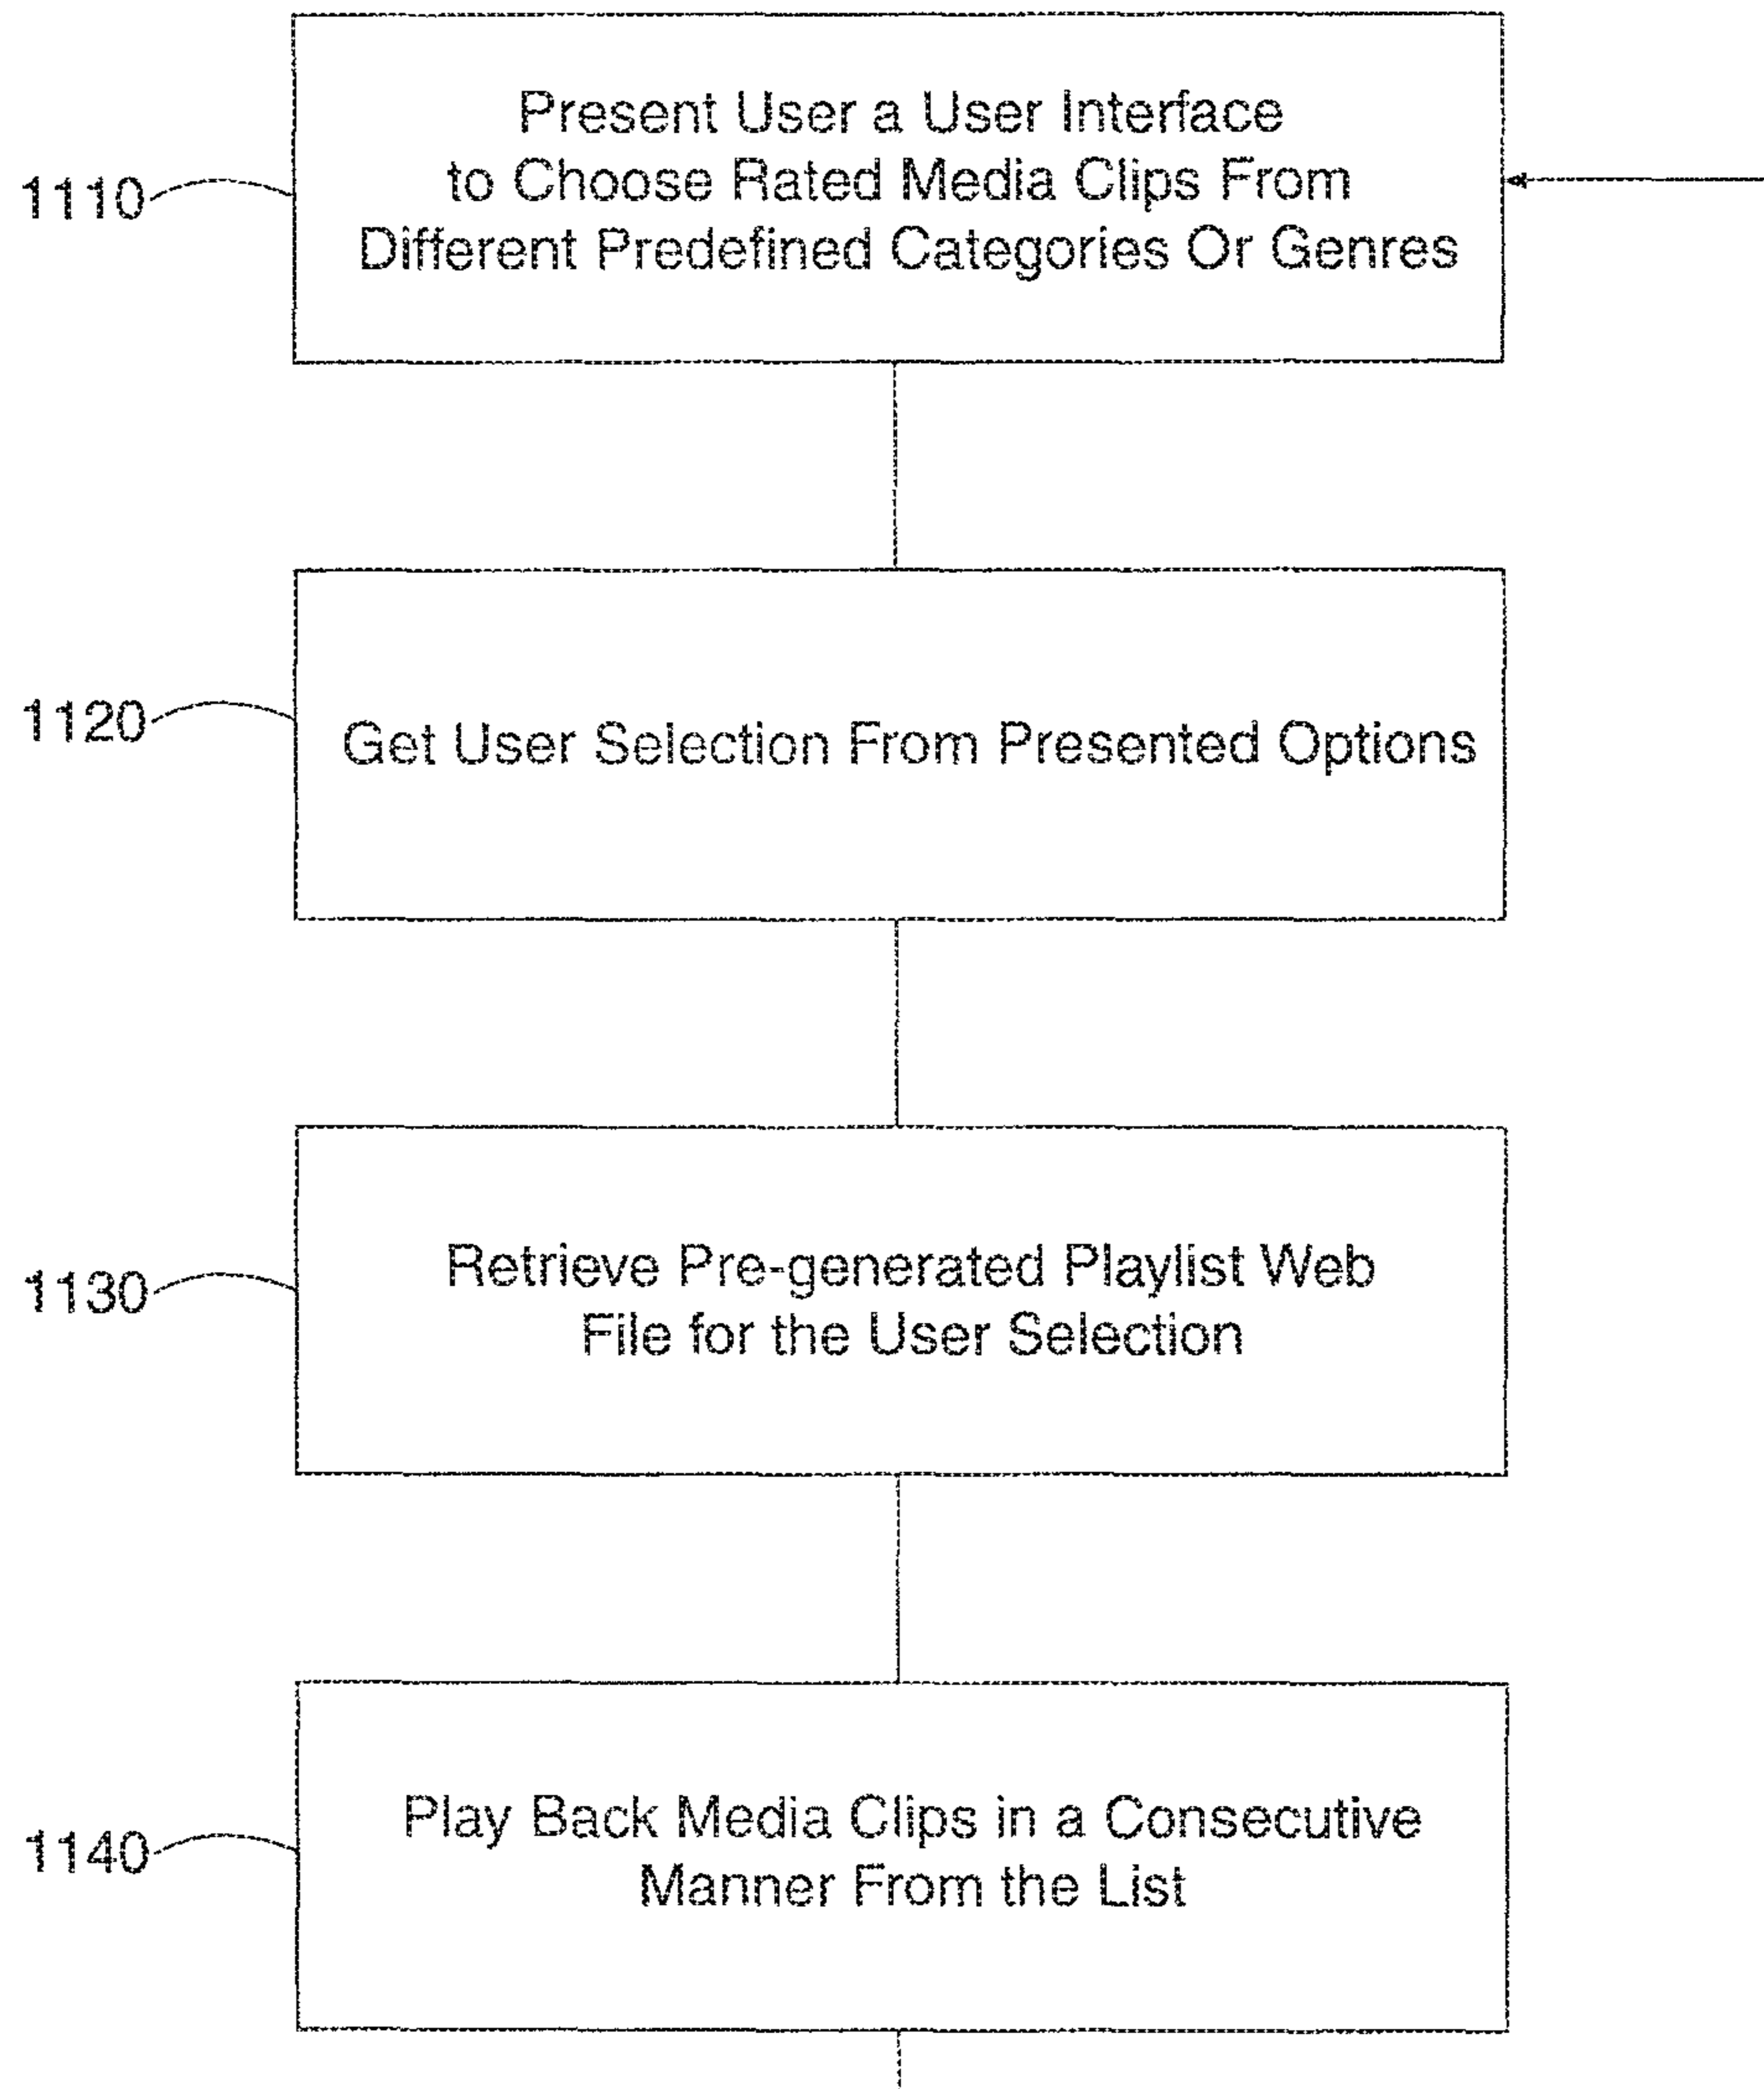 Present User a User Interface
to Choose Rated Media Clips From
Different Predefined Categories Or Genres
1110
1120
Get User Selection From Presented Options
Retrieve Pre-generated Playlist Web
File for the User Selection
1130
Play Back Media Clips in a Consecutive
Manner From the List
1140